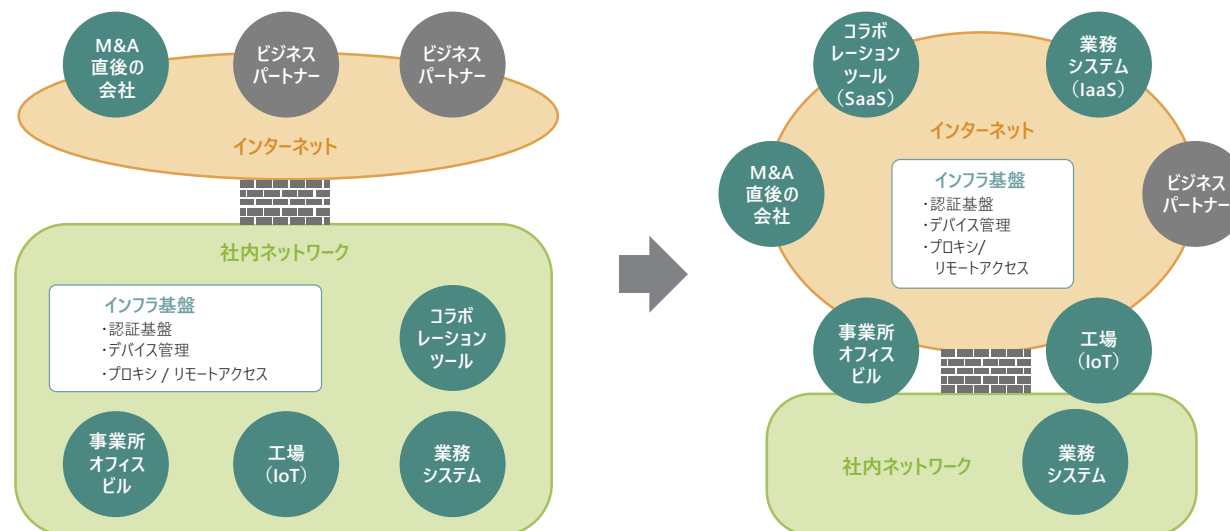 M&A
直後の
会社
ビジネス
パートナー
ビジネス
パートナー
インターネット
社内ネットワーク
インフラ基盤
・認証基盤
・デバイス管理
・プロキシ / リモートアクセス
コラボ
レーション
ツール
事業所
オフィス
ビル
工場
（IoT）
業務
システム
コラボ
レーション
ツール
（SaaS）
業務
システム
（IaaS）
インターネット
M&A
直後の
会社
インフラ基盤
・認証基盤
・デバイス管理
・プロキシ/
リモートアクセス
ビジネス
パートナー
事業所
オフィス
ビル
工場
（IoT）
社内ネットワーク
業務
システム